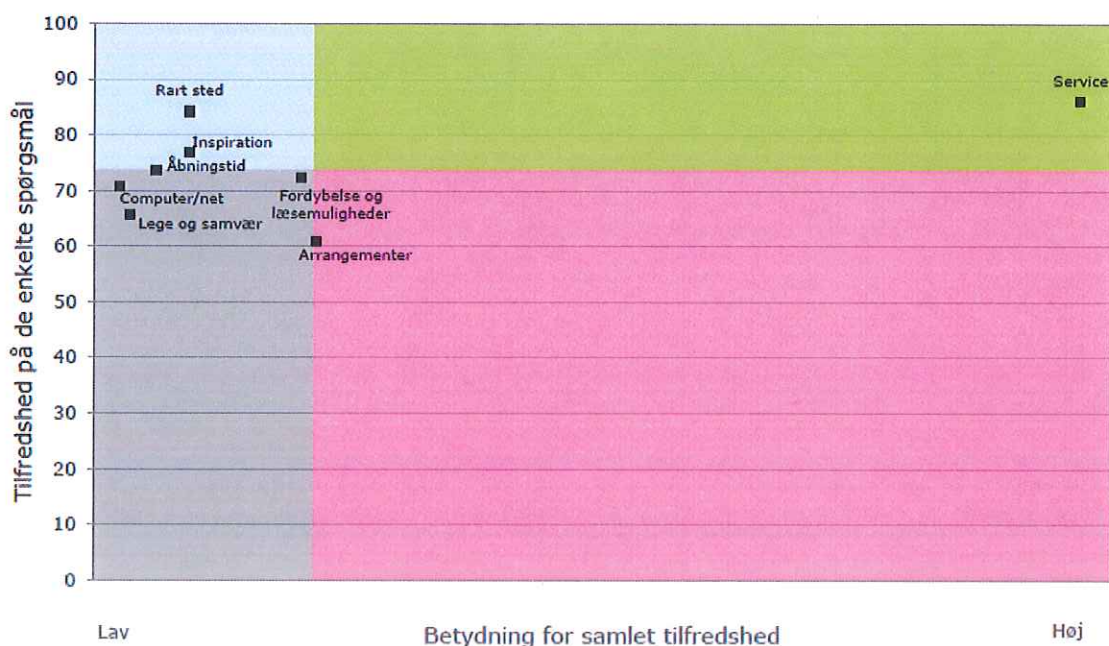 100
90
80
70
60
50
40
30
20
10
0
Tilfredshed på de enkelte spørgsmål
Rart sted
Service
Inspiration
Åbningstid
Computer/net
Fordybelse og
læsemuligheder
Lege og samvær
Arrangementer
Lav
Betydning for samlet tilfredshed
Høj